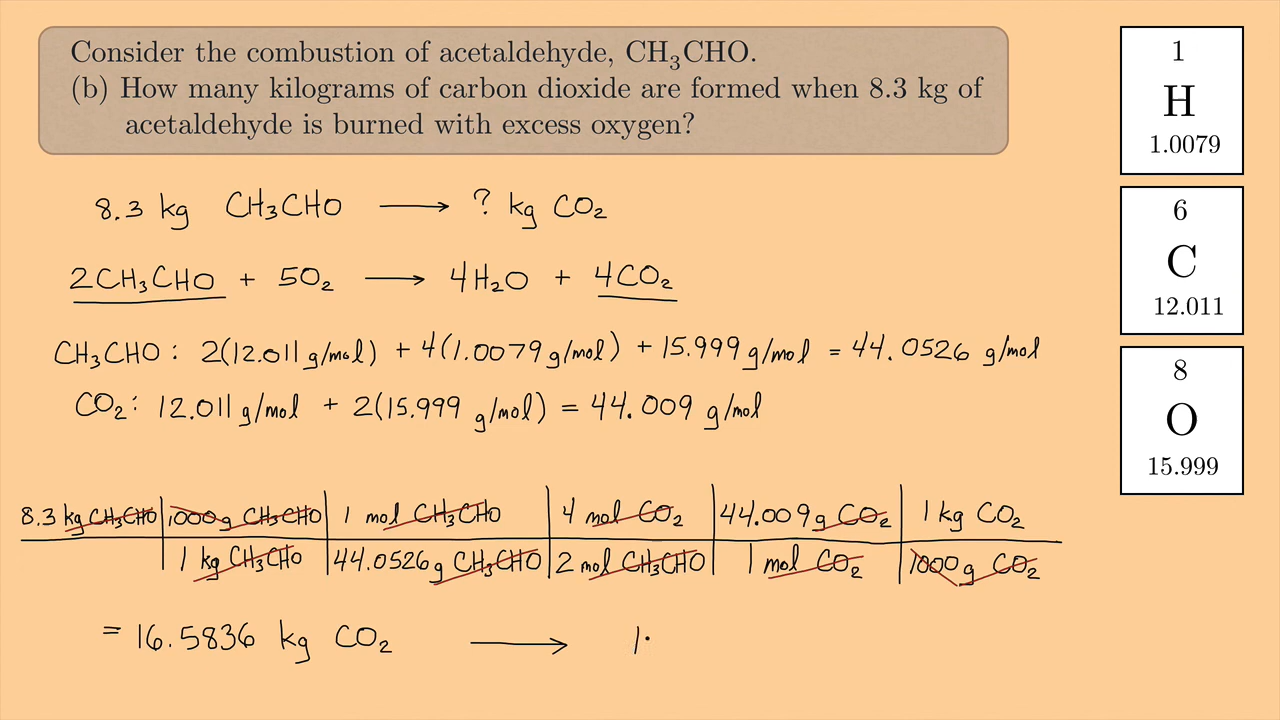 Consider the combustion of acetaldehyde, CH₃CHO.
(b) How many kilograms of carbon dioxide are formed when 8.3 kg of
acetaldehyde is burned with excess oxygen?
1
H
1.0079
6
C
12.011
8
O
15.999
8.3 kg CH₃CHO ⟶ ? kg CO₂
2CH₃CHO + 5O₂ ⟶ 4H₂O + 4CO₂
CH₃CHO: 2(12.011 g/mol) + 4(1.0079 g/mol) + 15.999 g/mol = 44.0526 g/mol
CO₂: 12.011 g/mol + 2(15.999 g/mol) = 44.009 g/mol
8.3 kg CH₃CHO | 1000 g CH₃CHO | 1 mol CH₃CHO | 4 mol CO₂ | 44.009 g CO₂ | 1 kg CO₂
1 kg CH₃CHO | 44.0526 g CH₃CHO | 2 mol CH₃CHO | 1 mol CO₂ | 1000 g CO₂
= 16.5836 kg CO₂ ⟶ 1